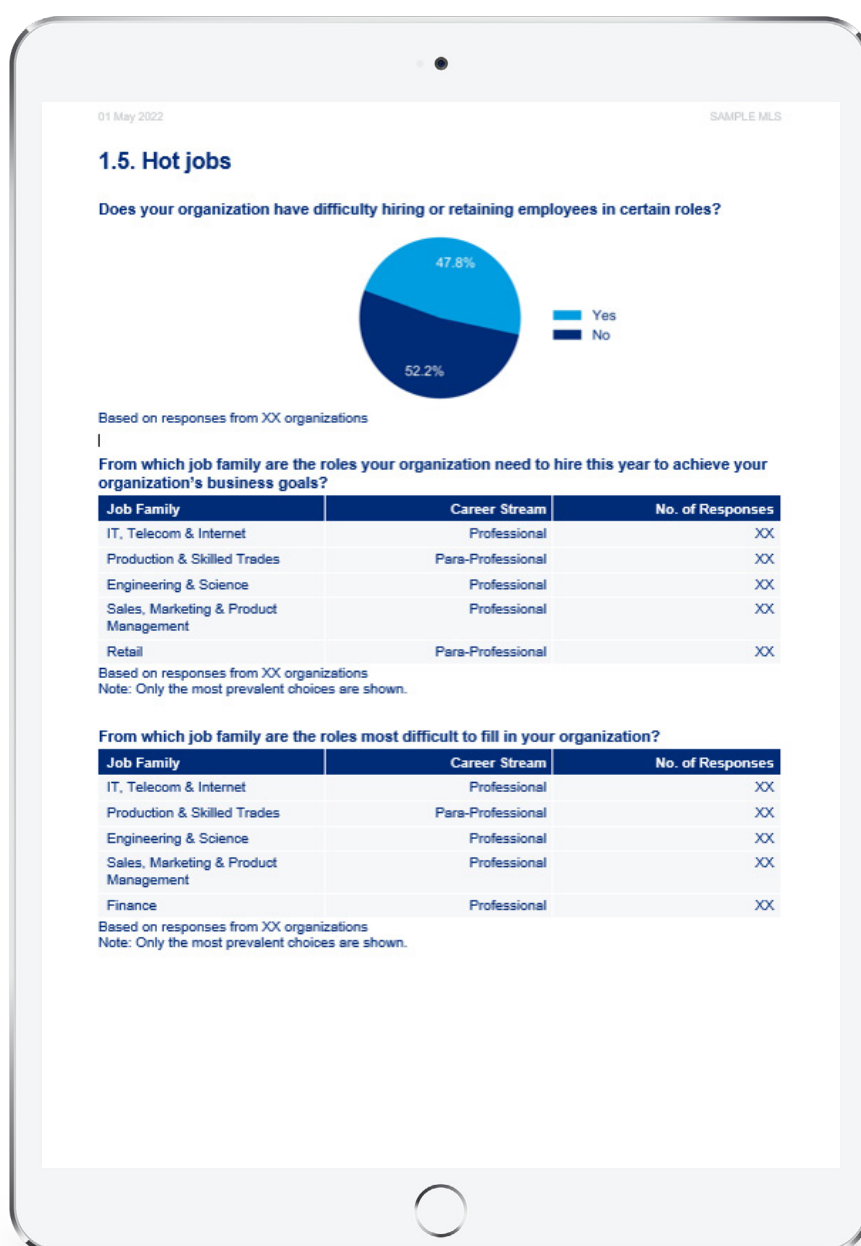 01 May 2022 SAMPLE MLS
1.5. Hot jobs
Does your organization have difficulty hiring or retaining employees in certain roles?
47.8%
Yes
No
52.2%
Based on responses from XX organizations
From which job family are the roles your organization need to hire this year to achieve your
organization's business goals?
Job Family Career Stream No. of Responses
IT, Telecom & Internet Professional XX
Production & Skilled Trades Para-Professional XX
Engineering & Science Professional XX
Sales, Marketing & Product Professional XX
Management
Retail Para-Professional XX
Based on responses from XX organizations
Note: Only the most prevalent choices are shown.
From which job family are the roles most difficult to fill in your organization?
Job Family Career Stream No. of Responses
IT, Telecom & Internet Professional XX
Production & Skilled Trades Para-Professional XX
Engineering & Science Professional XX
Sales, Marketing & Product Professional XX
Management
Finance Professional XX
Based on responses from XX organizations
Note: Only the most prevalent choices are shown.